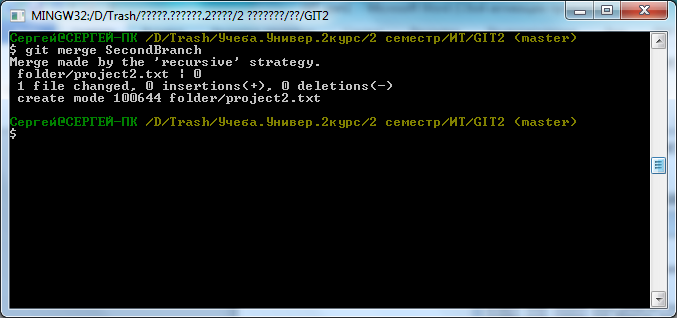 MINGW32:/D/Trash/?????.??????.2????/2 ???????/??/GIT2
Сергей@СЕРГЕЙ-ПК /D/Trash/Учеба.Универ.2курс/2 семестр/ИТ/GIT2 (master)
$ git merge SecondBranch
Merge made by the 'recursive' strategy.
 folder/project2.txt | 0
 1 file changed, 0 insertions(+), 0 deletions(-)
 create mode 100644 folder/project2.txt
Сергей@СЕРГЕЙ-ПК /D/Trash/Учеба.Универ.2курс/2 семестр/ИТ/GIT2 (master)
$